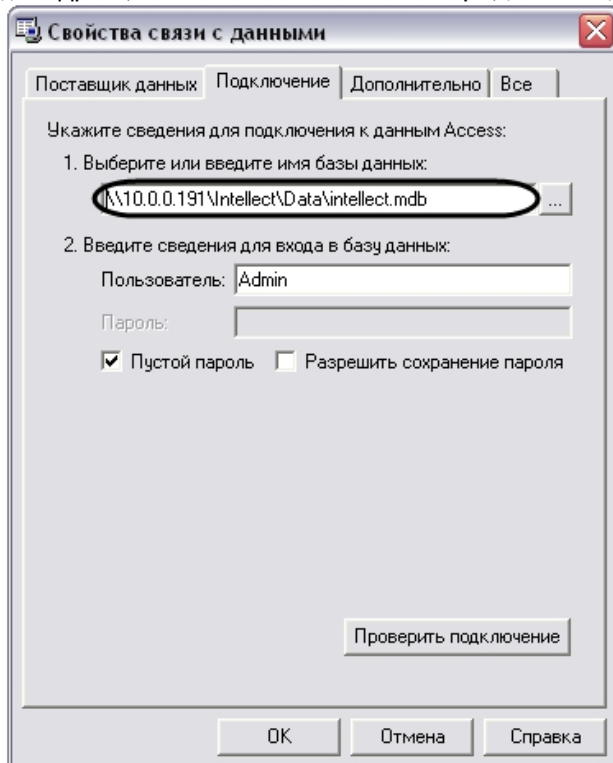 Свойства связи с данными
Поставщик данных Подключение Дополнительно Все
Укажите сведения для подключения к данным Access:
1. Выберите или введите имя базы данных:
\\10.0.0.191\Intellect\Data\intellect.mdb ...
2. Введите сведения для входа в базу данных:
Пользователь: Admin
Пароль:
Пустой пароль Разрешить сохранение пароля
Проверить подключение
ОК Отмена Справка